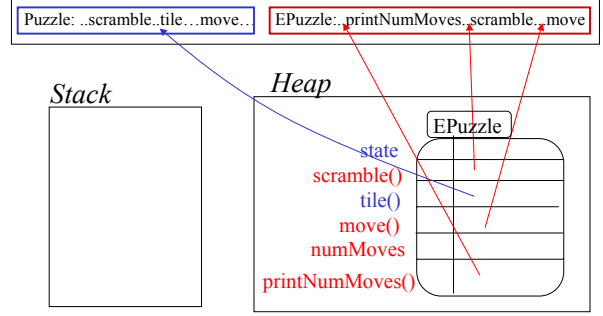 Puzzle: ..scramble..tile…move…
EPuzzle:..printNumMoves..scramble...move
Stack
Heap
EPuzzle
state
scramble()
tile()
move()
numMoves
printNumMoves()